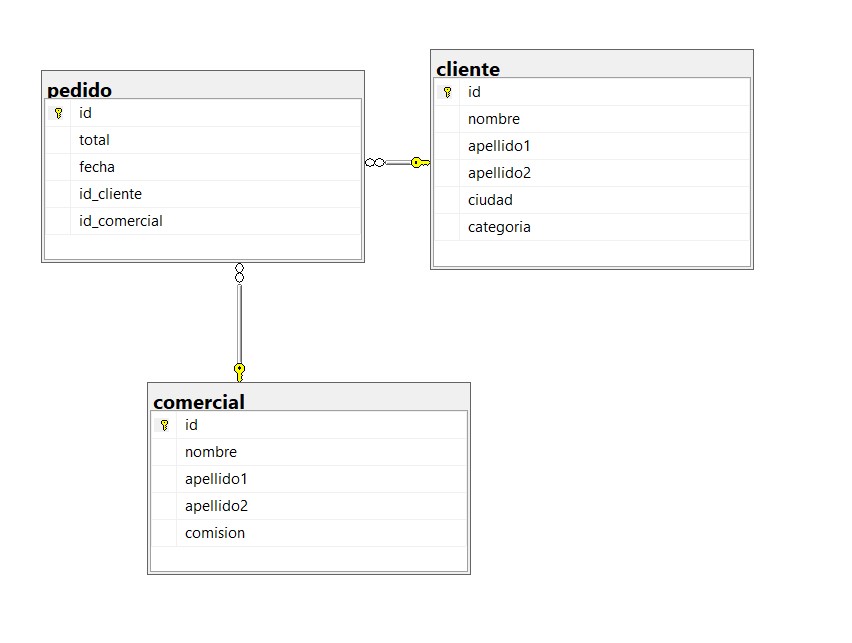 pedido
id
total
fecha
id_cliente
id_comercial
cliente
id
nombre
apellido1
apellido2
ciudad
categoria
comercial
id
nombre
apellido1
apellido2
comision